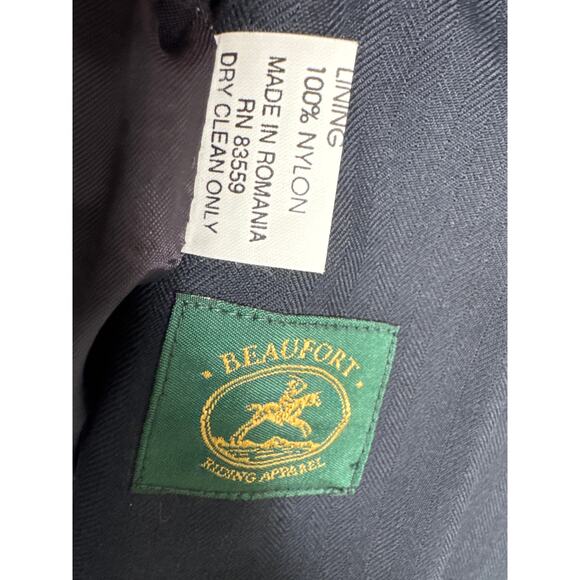 LINING
100% NYLON
MADE IN ROMANIA
RN 83559
DRY CLEAN ONLY
• BEAUFORT •
RIDING APPAREL